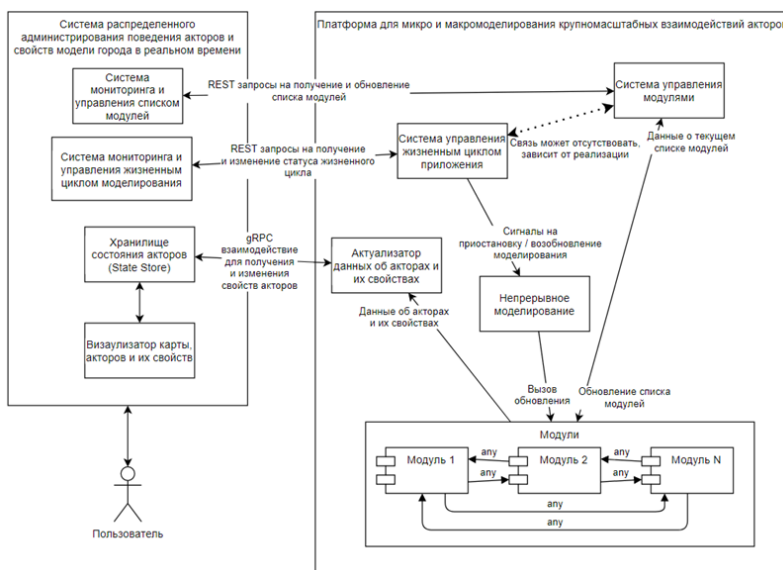 Система распределенного
администрирования поведения акторов и
свойств модели города в реальном времени
Система
мониторинга и
управления списком
модулей
Система мониторинга и
управления жизненным
циклом моделирования
Хранилище
состояния акторов
(State Store)
Визаулизатор карты,
акторов и их свойств
Пользователь
REST запросы на получение и обновление
списка модулей
REST запросы на получение
и изменение статуса жизненного
цикла
gRPC
взаимодействие
для получения
и изменения
свойств акторов
Платформа для микро и макромоделирования крупномасштабных взаимодействий акторов
Система управления
модулями
Система управления
жизненным циклом
приложения
Связь может отсутствовать,
зависит от реализации
Данные о текущем
списке модулей
Актуализатор
данных об акторах и
их свойствах
Сигналы на
приостановку / возобновление
моделирования
Непрерывное
моделирование
Данные об акторах
и их свойствах
Вызов
обновления
Обновление списка
модулей
Модули
Модуль 1
any
any
Модуль 2
any
any
Модуль N
any
any